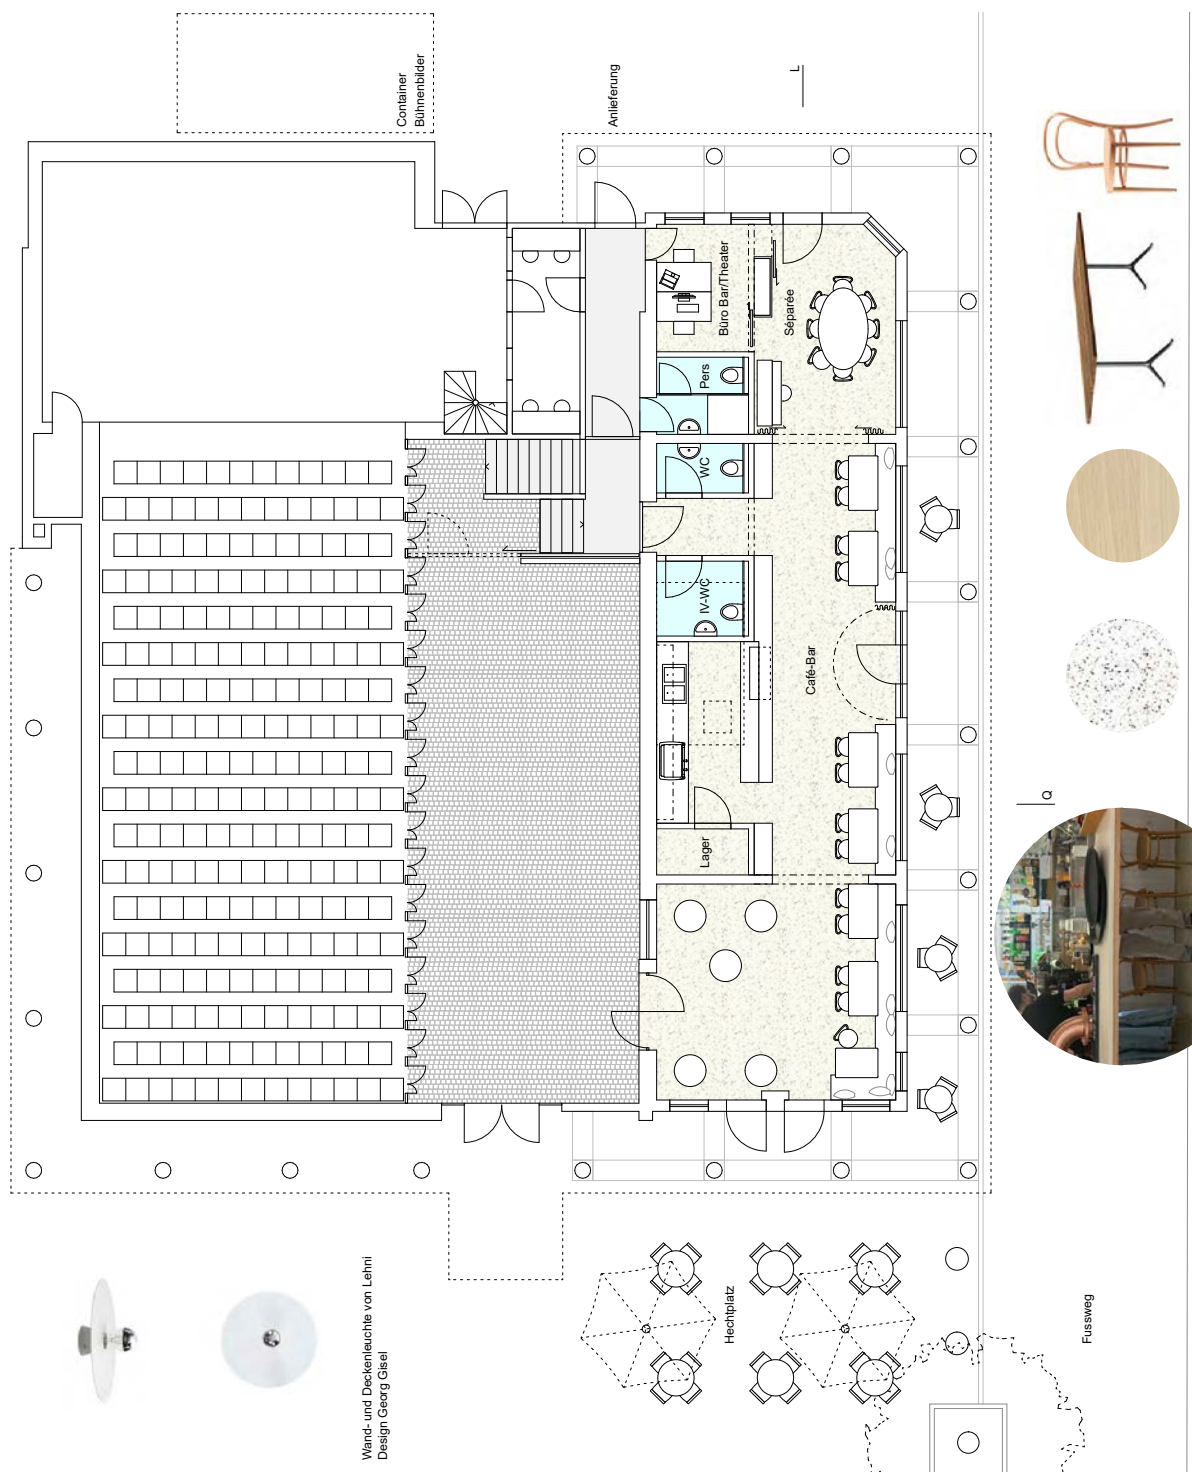 Container
Bühnenbilder
Anlieferung
L
Büro Bar/Theater
Séparée
Pers
WC
IV-WC
Café-Bar
Lager
Q
Wand- und Deckenleuchte von Lehni
Design Georg Gisel
Hechtplatz
Fussweg